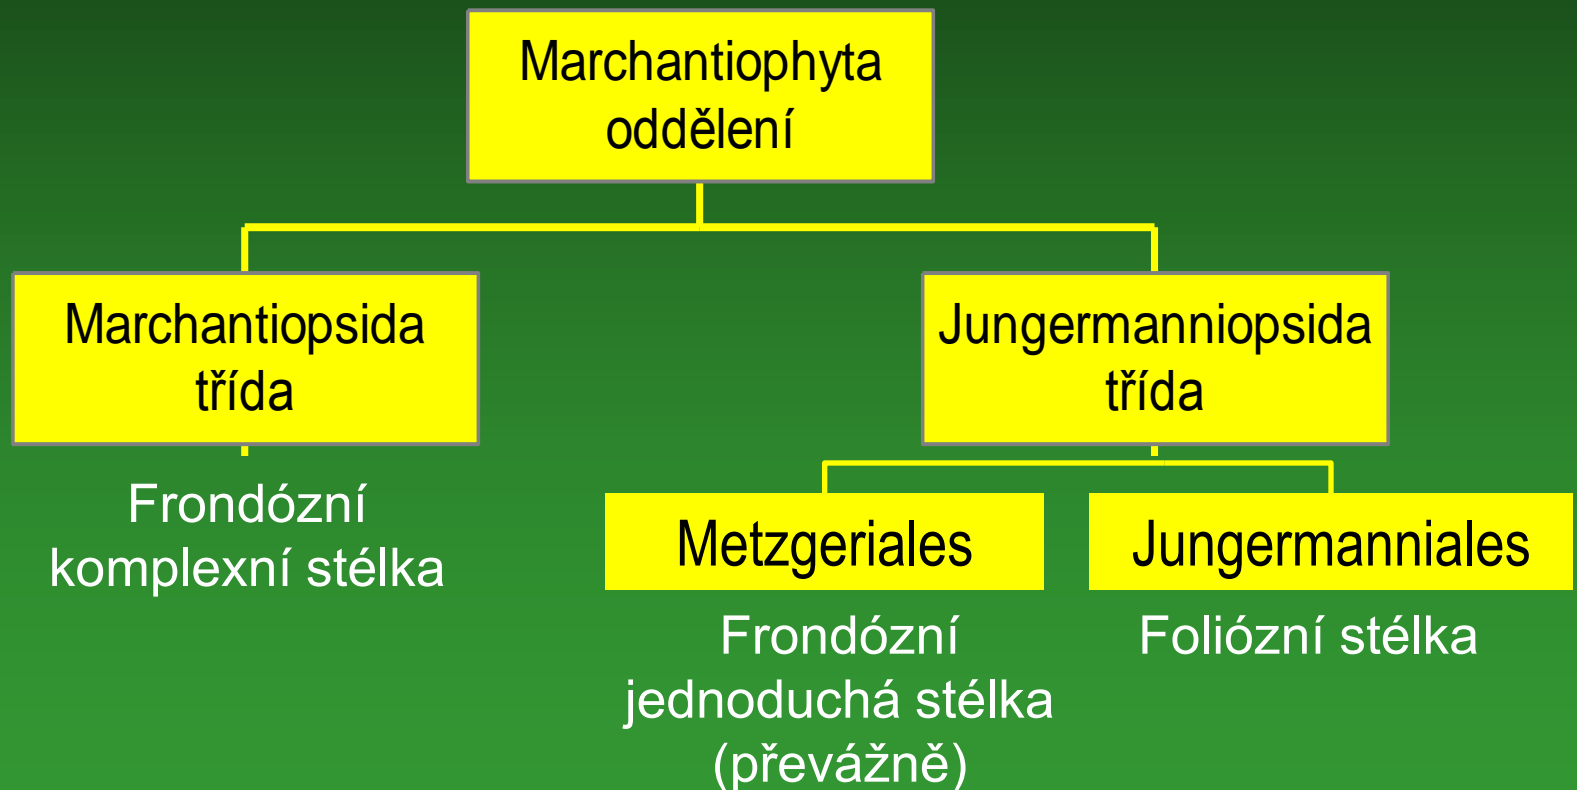 Marchantiophyta
oddělení
Marchantiopsida
třída
Jungermanniopsida
třída
Frondózní
komplexní stélka
Metzgeriales
Jungermanniales
Frondózní
jednoduchá stélka
(převážně)
Foliózní stélka